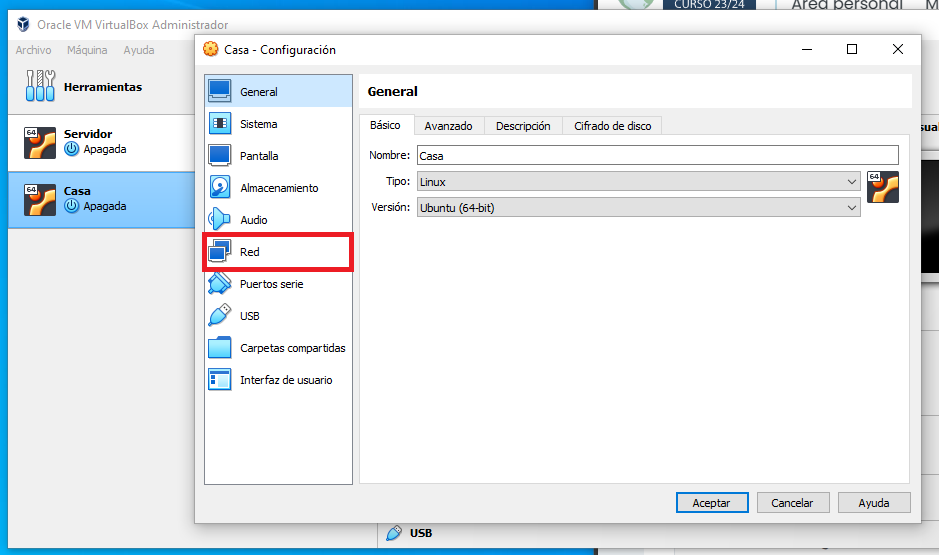 CURSO 23/24
Área personal
M
Oracle VM VirtualBox Administrador
Archivo Máquina Ayuda
Herramientas
64
Servidor
Apagada
64
Casa
Apagada
Casa - Configuración
General
Sistema
Pantalla
Almacenamiento
Audio
Red
Puertos serie
USB
Carpetas compartidas
Interfaz de usuario
General
Básico Avanzado Descripción Cifrado de disco
Nombre: Casa
Tipo: Linux
64
Versión: Ubuntu (64-bit)
Aceptar Cancelar Ayuda
USB